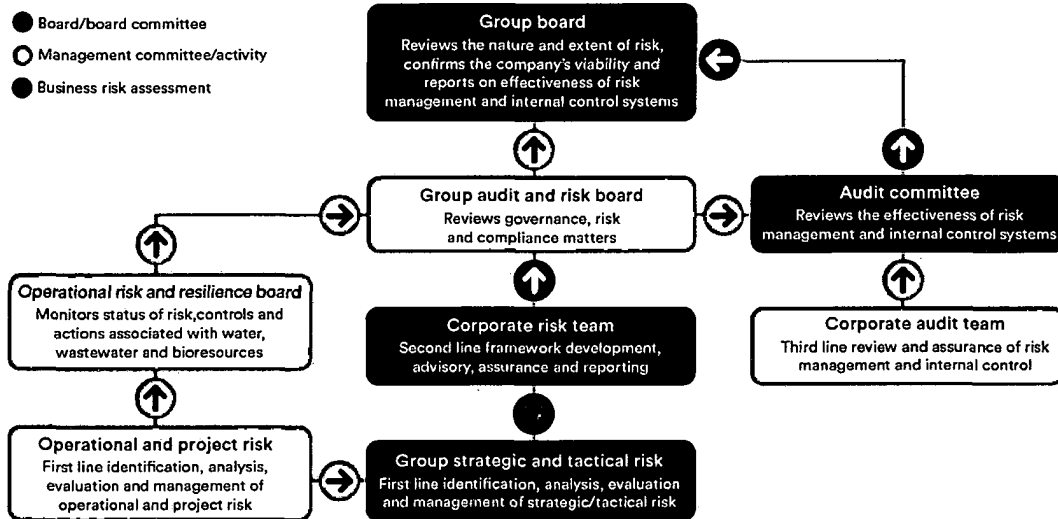 Board/board committee
Management committee/activity
Business risk assessment
Group board
Reviews the nature and extent of risk,
confirms the company's viability and
reports on effectiveness of risk
management and internal control systems
Group audit and risk board
Reviews governance, risk
and compliance matters
Audit committee
Reviews the effectiveness of risk
management and internal control systems
Operational risk and resilience board
Monitors status of risk,controls and
actions associated with water,
wastewater and bioresources
Corporate risk team
Second line framework development,
advisory, assurance and reporting
Corporate audit team
Third line review and assurance of risk
management and internal control
Operational and project risk
First line identification, analysis,
evaluation and management of
operational and project risk
Group strategic and tactical risk
First line identification, analysis, evaluation
and management of strategic/tactical risk